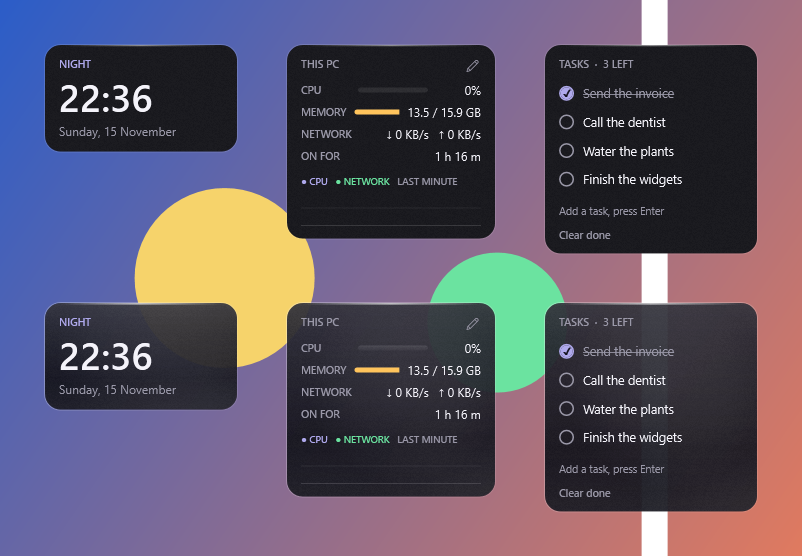 NIGHT
22:36
Sunday, 15 November
THIS PC
CPU 0%
MEMORY 13.5 / 15.9 GB
NETWORK ↓ 0 KB/s ↑ 0 KB/s
ON FOR 1 h 16 m
• CPU • NETWORK LAST MINUTE
TASKS · 3 LEFT
Send the invoice
Call the dentist
Water the plants
Finish the widgets
Add a task, press Enter
Clear done
NIGHT
22:36
Sunday, 15 November
THIS PC
CPU 0%
MEMORY 13.5 / 15.9 GB
NETWORK ↓ 0 KB/s ↑ 0 KB/s
ON FOR 1 h 16 m
• CPU • NETWORK LAST MINUTE
TASKS · 3 LEFT
Send the invoice
Call the dentist
Water the plants
Finish the widgets
Add a task, press Enter
Clear done